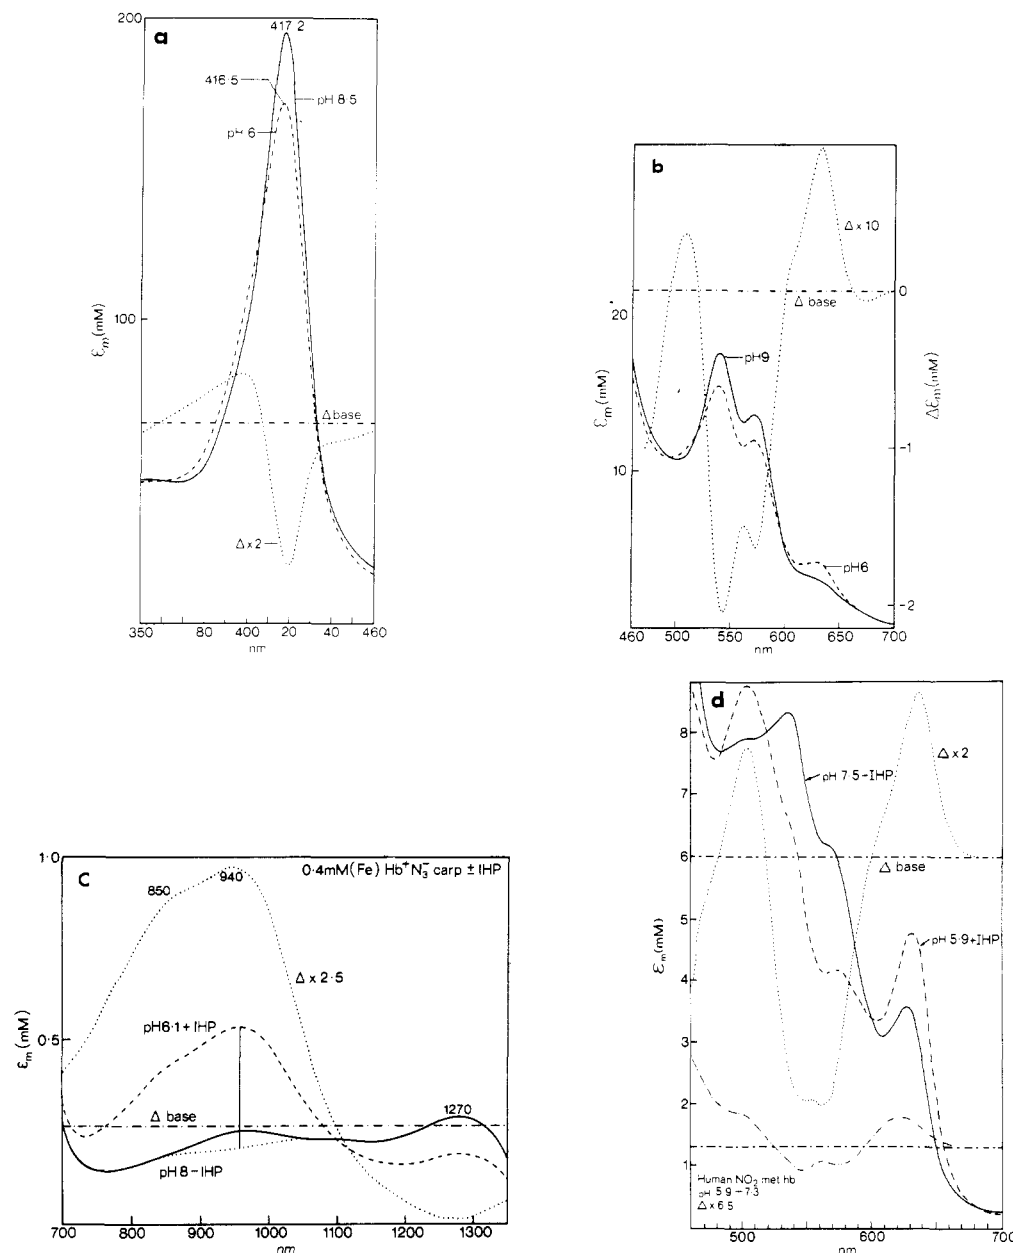 a
200
417·2
416·5
pH 8·5
pH 6
100
εm(mM)
Δ base
Δ×2
350
80
400
20
40
460
nm
b
Δ×10
0
Δ base
20
pH9
εm(mM)
Δεm(mM)
-1
10
pH6
-2
460
500
550
600
650
700
nm
C
1·0
0·4mM(Fe) Hb⁺N₃⁻ carp ± IHP
850
940
Δ × 2·5
εm(mM)
0·5
pH6·1 + IHP
Δ base
1270
pH 8 – IHP
700
800
900
1000
1100
1200
1300
nm
d
8
Δ×2
pH 7·5–IHP
7
6
Δ base
εm(mM)
5
pH 5·9+IHP
4
3
2
1
Human NO₂ met hb
pH 5·9 – 7·3
Δ×6·5
500
600
700
nm